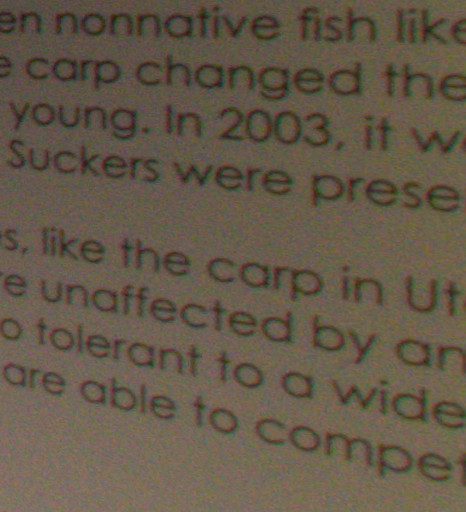 en nonnative fish like
e carp changed the
young. In 2003, it w
Suckers were prese
s, like the carp in Ut
e unaffected by an
o tolerant to a wide
are able to compet